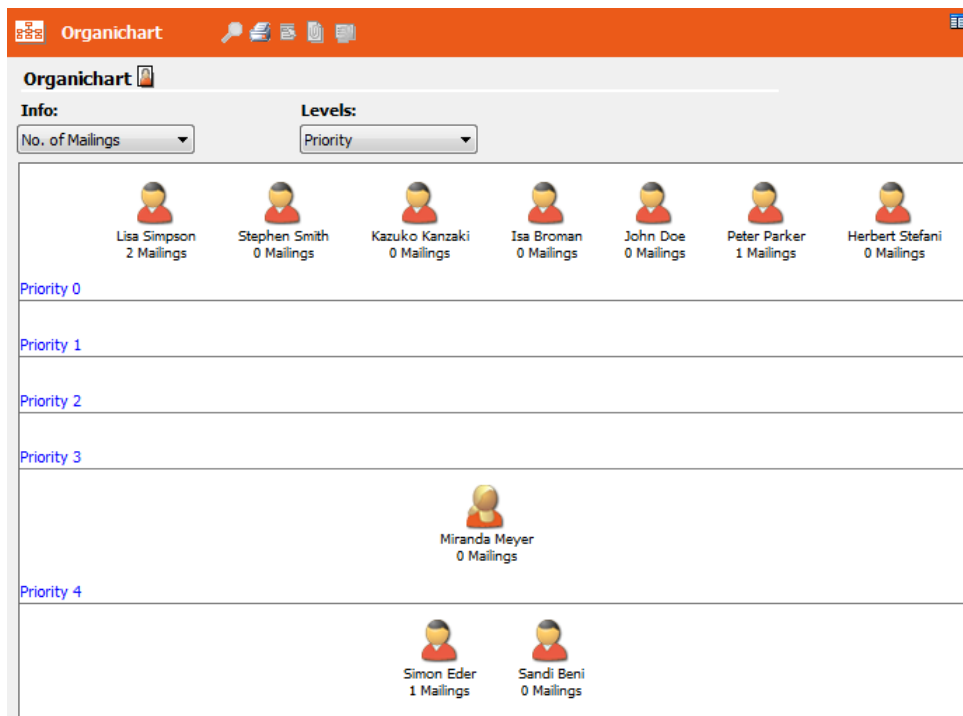 Organichart
Organichart
Info: Levels:
No. of Mailings Priority
Lisa Simpson Stephen Smith Kazuko Kanzaki Isa Broman John Doe Peter Parker Herbert Stefani
2 Mailings 0 Mailings 0 Mailings 0 Mailings 0 Mailings 1 Mailings 0 Mailings
Priority 0
Priority 1
Priority 2
Priority 3
Miranda Meyer
0 Mailings
Priority 4
Simon Eder Sandi Beni
1 Mailings 0 Mailings